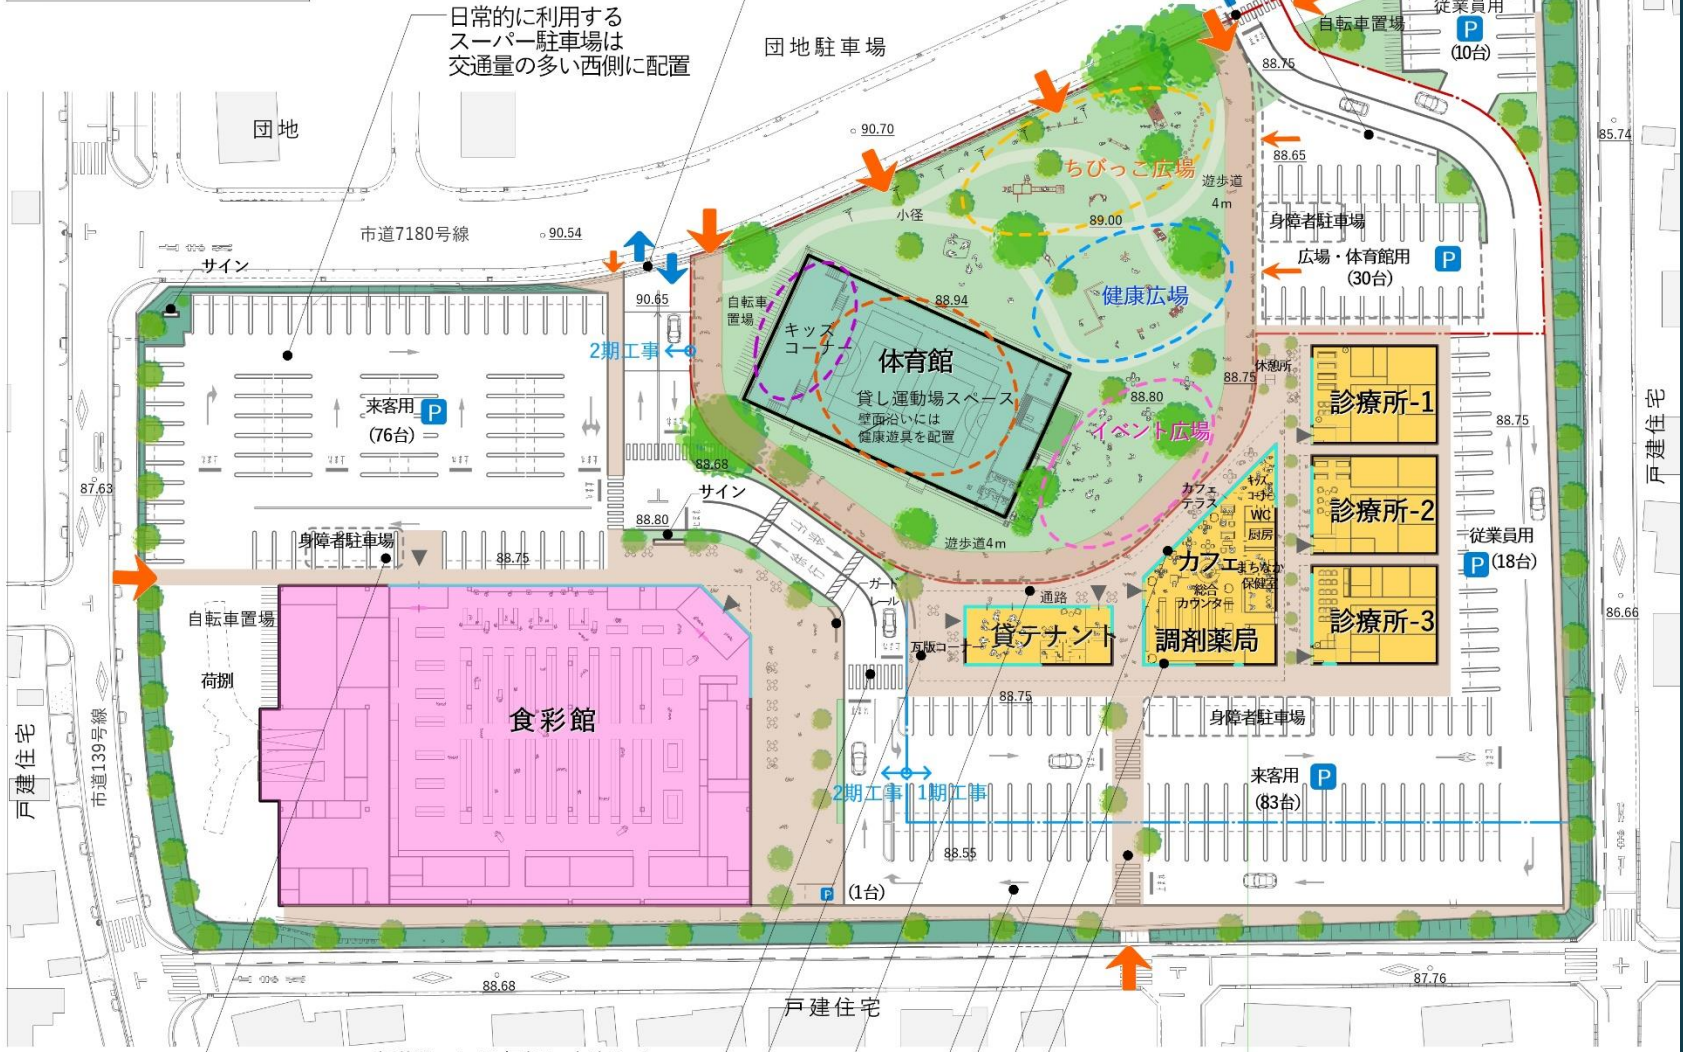 日常的に利用する
スーパー駐車場は
交通量の多い西側に配置
団地駐車場
自転車置場
従業員用
P
(10台)
88.75
団地
90.70
85.74
ちびっこ広場
88.65
遊歩道
4m
小径
89.00
身障者駐車場
市道7180号線
90.54
広場・体育館用
P
(30台)
サイン
健康広場
90.65
自転車
置場
88.94
キッズ
コーナー
2期工事
体育館
88.75
休憩所
貸し運動場スペース
88.80
壁面沿いには
健康遊具を配置
イベント広場
診療所-1
88.75
戸建住宅
来客用
P
(76台)
88.68
87.63
サイン
カフェ
テラス
キッズ
コーナー
WC
厨房
診療所-2
88.80
身障者駐車場
88.75
遊歩道4m
従業員用
P
(18台)
カフェ
まちなか
保健室
総合
カウンター
ガード
レール
通路
自転車置場
貸テナント
瓦版コーナー
調剤薬局
診療所-3
86.66
荷捌
88.75
食彩館
身障者駐車場
戸建住宅
市道139号線
2期工事
1期工事
来客用
P
(83台)
88.55
P
(1台)
88.68
戸建住宅
87.76